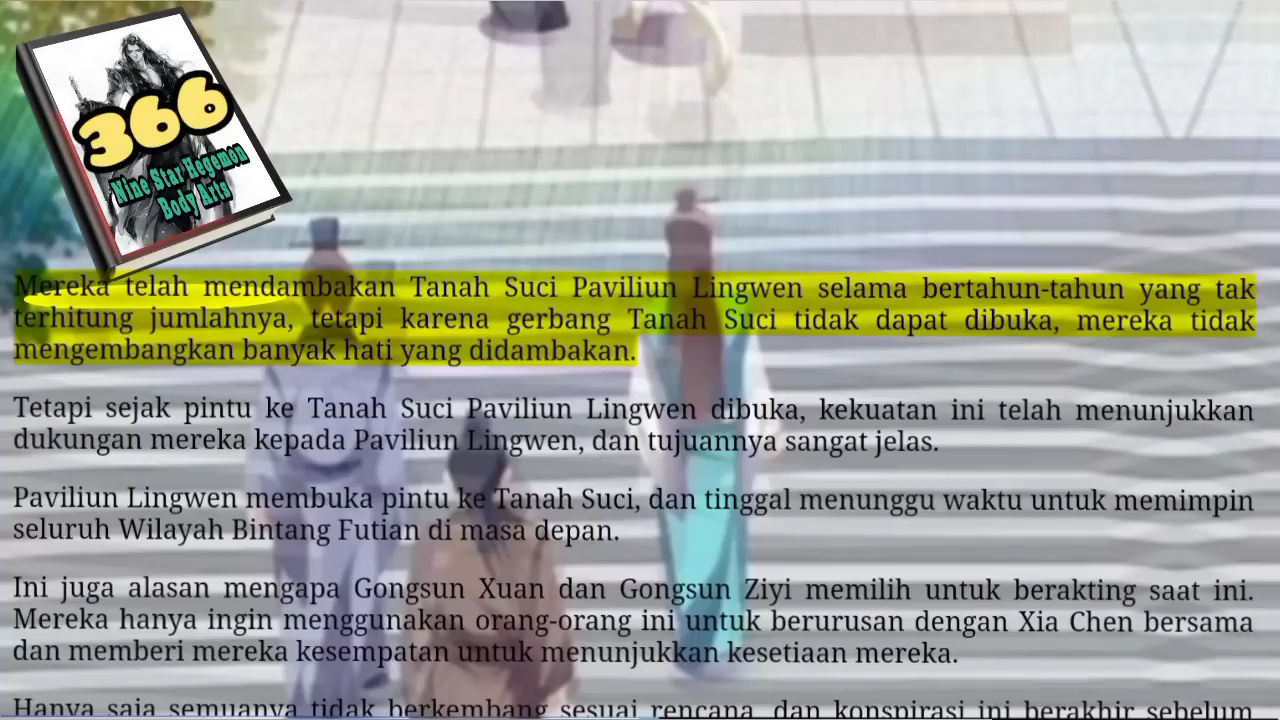 366
Nine Star Hegemon
Body Arts
Mereka telah mendambakan Tanah Suci Paviliun Lingwen selama bertahun-tahun yang tak
terhitung jumlahnya, tetapi karena gerbang Tanah Suci tidak dapat dibuka, mereka tidak
mengembangkan banyak hati yang didambakan.
Tetapi sejak pintu ke Tanah Suci Paviliun Lingwen dibuka, kekuatan ini telah menunjukkan
dukungan mereka kepada Paviliun Lingwen, dan tujuannya sangat jelas.
Paviliun Lingwen membuka pintu ke Tanah Suci, dan tinggal menunggu waktu untuk memimpin
seluruh Wilayah Bintang Futian di masa depan.
Ini juga alasan mengapa Gongsun Xuan dan Gongsun Ziyi memilih untuk berakting saat ini.
Mereka hanya ingin menggunakan orang-orang ini untuk berurusan dengan Xia Chen bersama
dan memberi mereka kesempatan untuk menunjukkan kesetiaan mereka.
Hanya saja semuanya tidak berkembang sesuai rencana, dan konspirasi ini berakhir sebelum